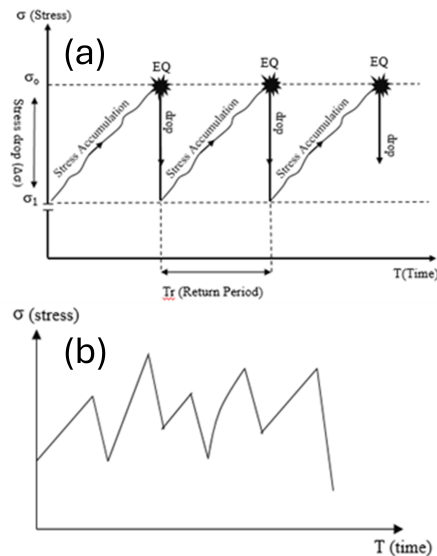 σ (Stress)
(a)
EQ
EQ
EQ
σₒ
Stress drop (Δσ)
Stress Accumulation
drop
Stress Accumulation
drop
Stress Accumulation
drop
σ₁
T(Time)
Tr (Return Period)
σ (stress)
(b)
T (time)